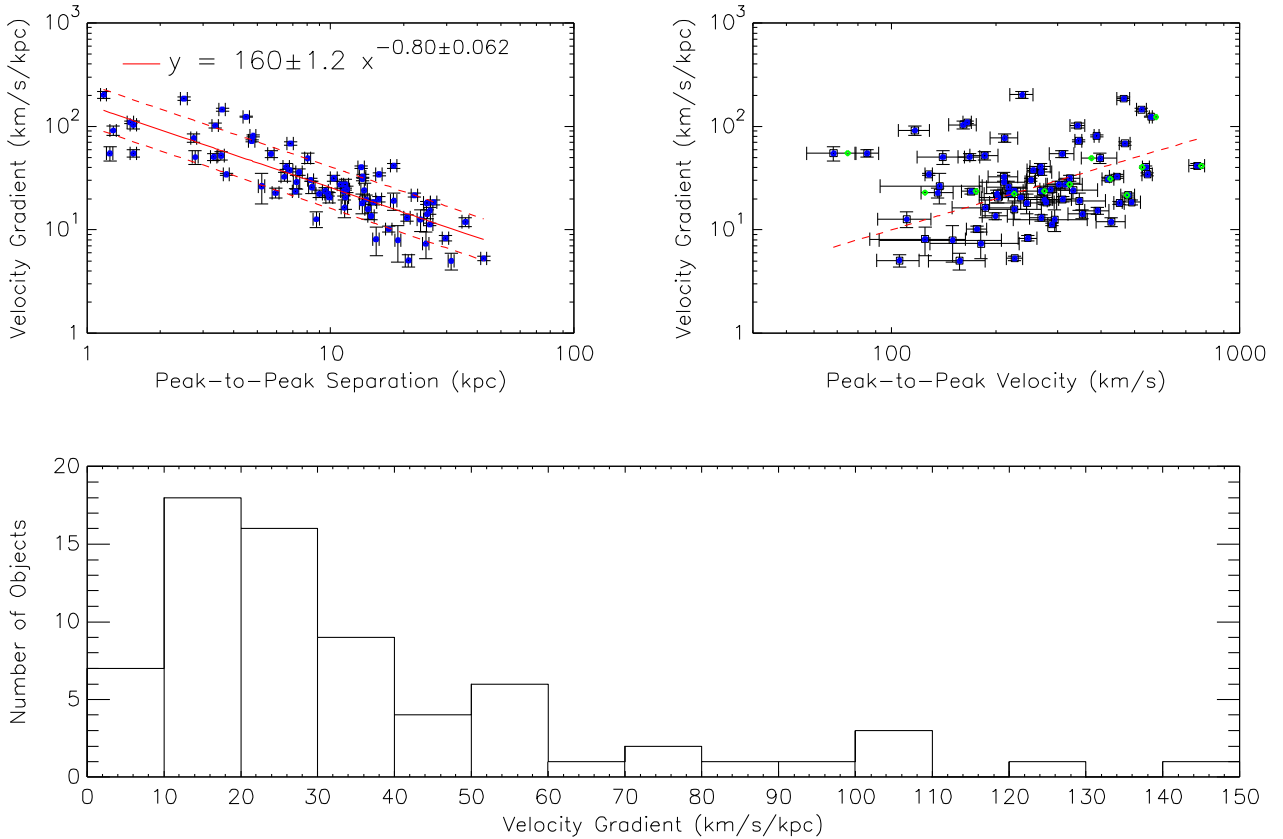 10³
10²
10
1
Velocity Gradient (km/s/kpc)
y = 160±1.2 x^−0.80±0.062
1
10
100
Peak−to−Peak Separation (kpc)
10³
10²
10
1
Velocity Gradient (km/s/kpc)
100
1000
Peak−to−Peak Velocity (km/s)
20
15
10
5
0
Number of Objects
0 10 20 30 40 50 60 70 80 90 100 110 120 130 140 150
Velocity Gradient (km/s/kpc)